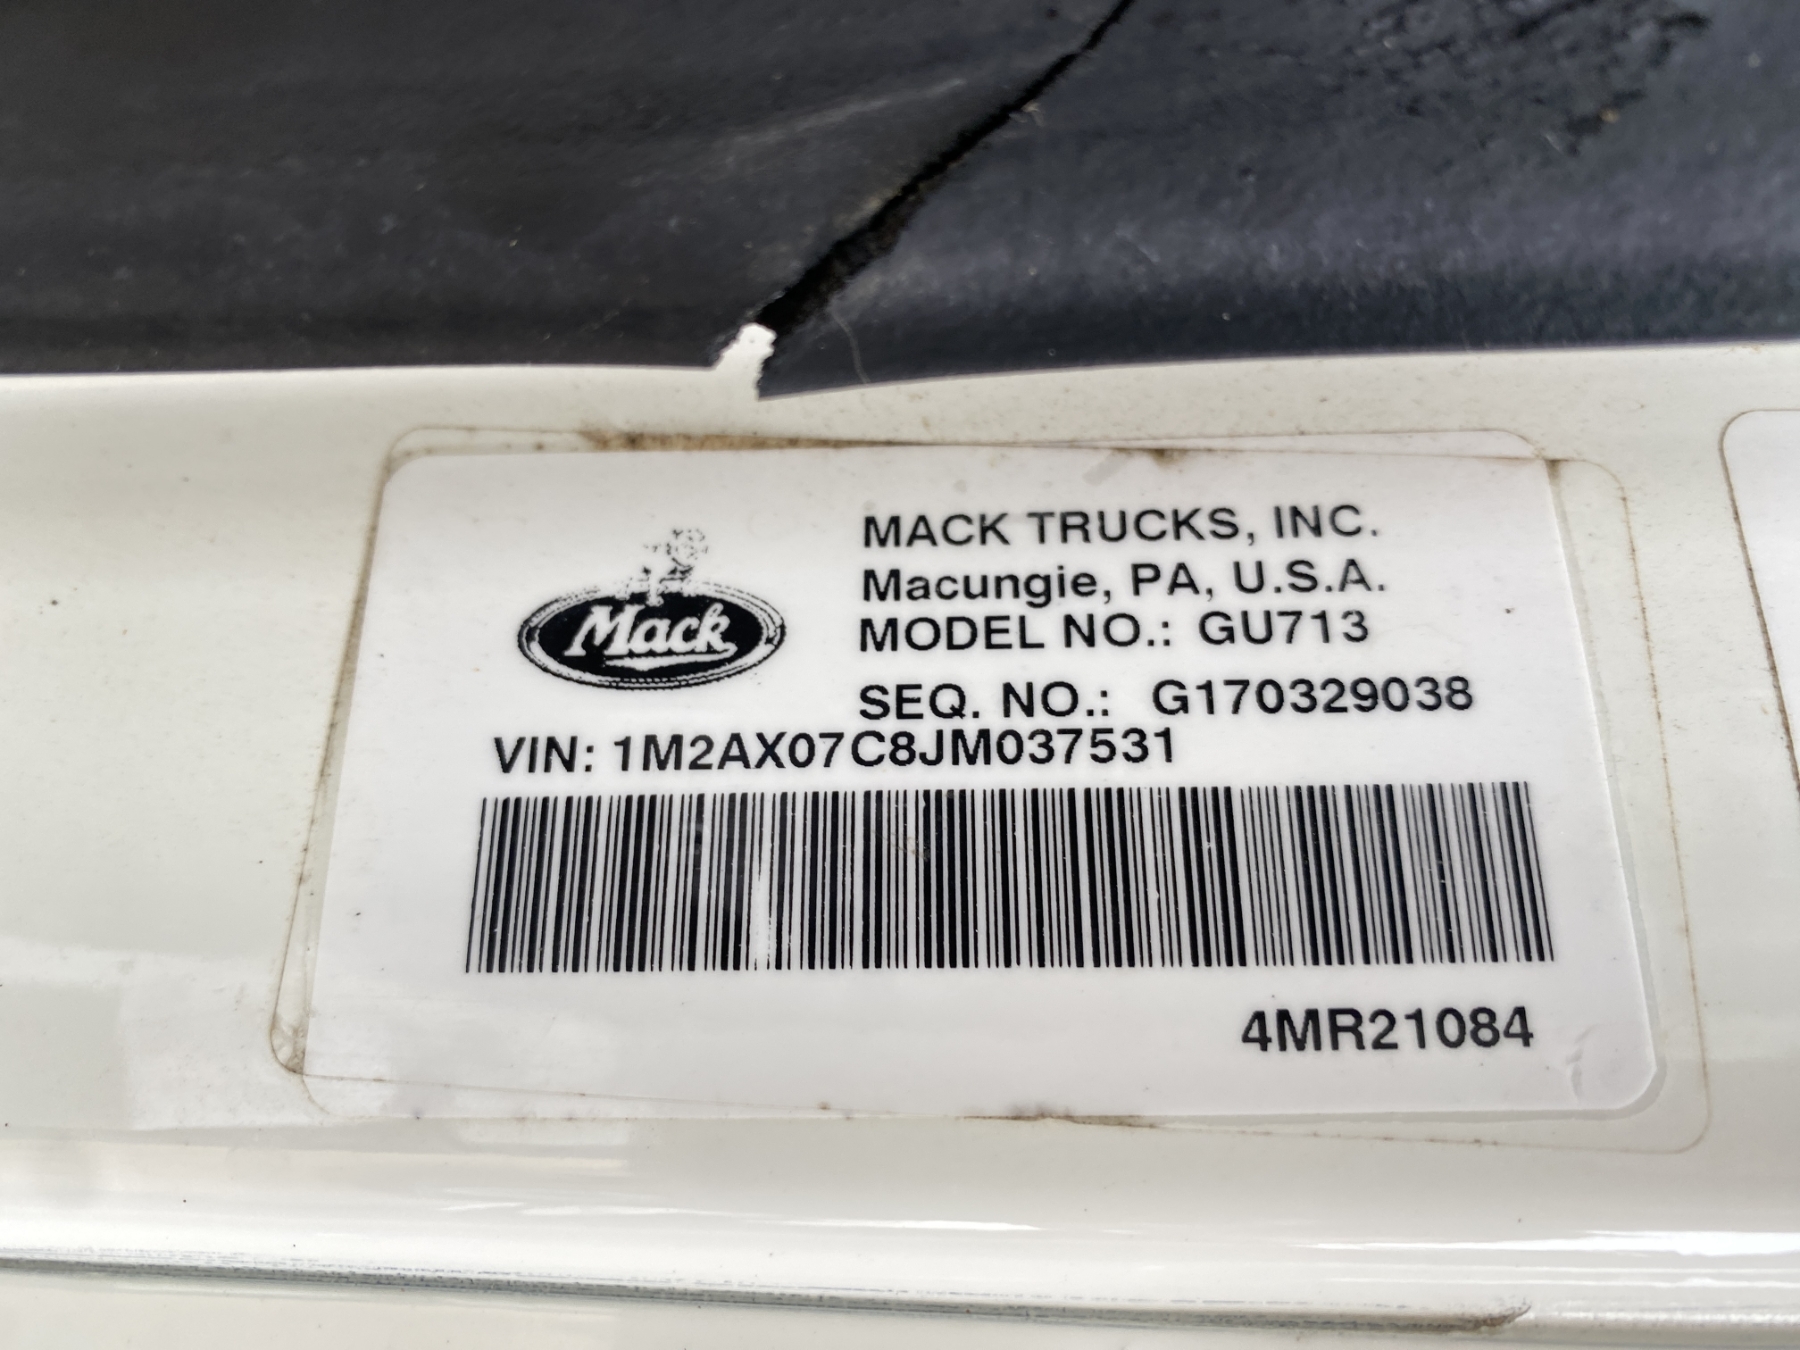 Mack
MACK TRUCKS, INC.
Macungie, PA, U.S.A.
MODEL NO.: GU713
SEQ. NO.: G170329038
VIN: 1M2AX07C8JM037531
4MR21084